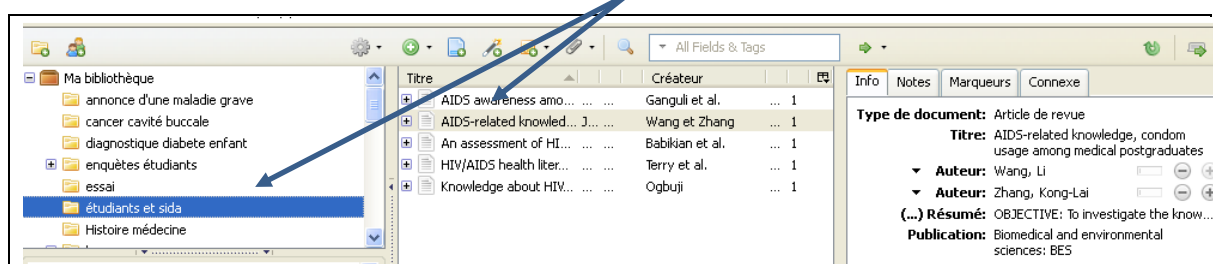 All Fields & Tags
Ma bibliothèque
annonce d'une maladie grave
cancer cavité buccale
diagnostique diabete enfant
enquètes étudiants
essai
étudiants et sida
Histoire médecine
Titre Créateur
AIDS awareness amo... ... ... Ganguli et al. ... 1
AIDS-related knowled... J... ... Wang et Zhang ... 1
An assessment of HI... ... ... Babikian et al. ... 1
HIV/AIDS health liter... ... ... Terry et al. ... 1
Knowledge about HIV... ... ... Ogbuji ... 1
Info Notes Marqueurs Connexe
Type de document: Article de revue
Titre: AIDS-related knowledge, condom
usage among medical postgraduates
Auteur: Wang, Li
Auteur: Zhang, Kong-Lai
(...) Résumé: OBJECTIVE: To investigate the know...
Publication: Biomedical and environmental
sciences: BES